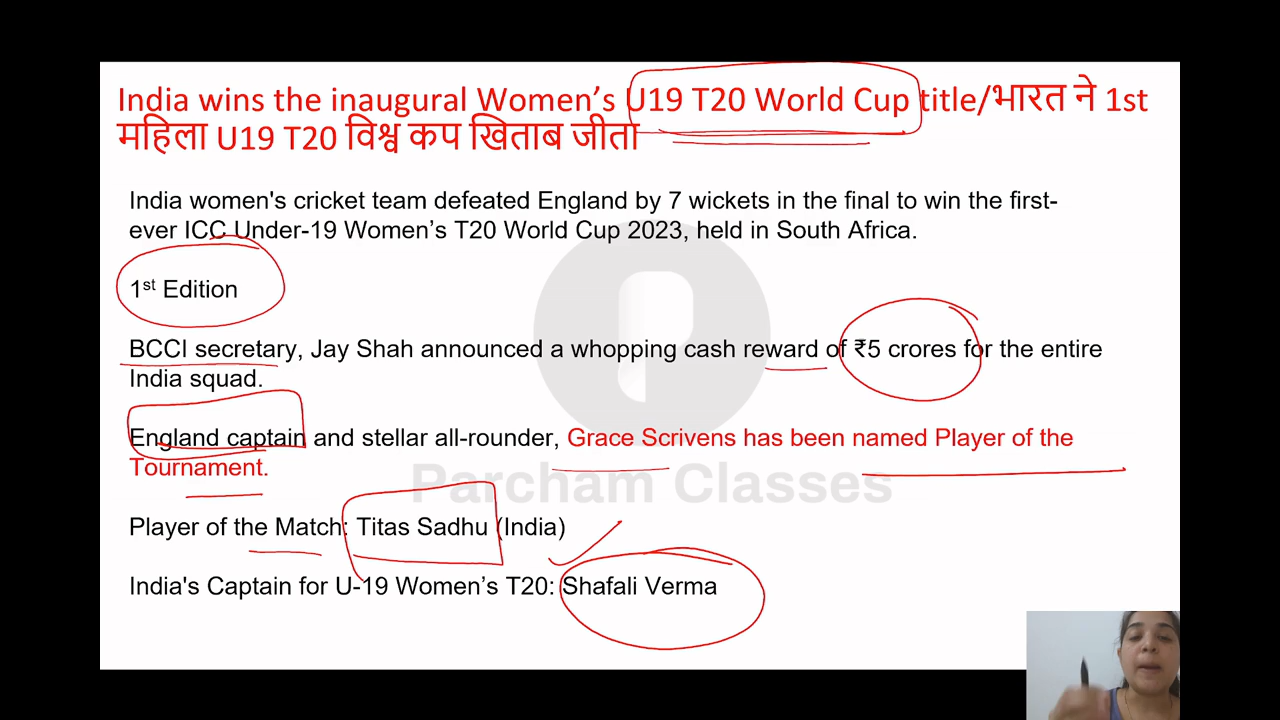 India wins the inaugural Women’s U19 T20 World Cup title/भारत ने 1st
महिला U19 T20 विश्व कप खिताब जीता
India women's cricket team defeated England by 7 wickets in the final to win the first-
ever ICC Under-19 Women’s T20 World Cup 2023, held in South Africa.
1st Edition
BCCI secretary, Jay Shah announced a whopping cash reward of ₹5 crores for the entire
India squad.
England captain and stellar all-rounder, Grace Scrivens has been named Player of the
Tournament.
Parcham Classes
Player of the Match: Titas Sadhu (India)
India's Captain for U-19 Women’s T20: Shafali Verma